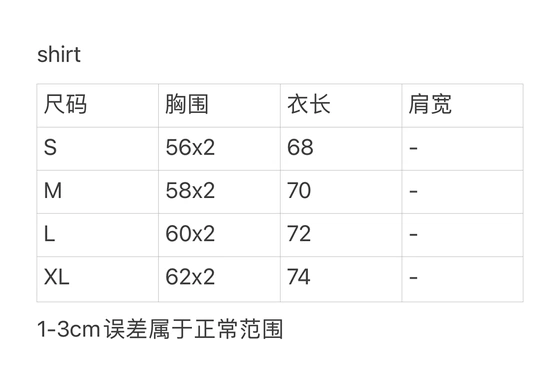 shirt
尺码 胸围 衣长 肩宽
S 56x2 68 -
M 58x2 70 -
L 60x2 72 -
XL 62x2 74 -
1-3cm误差属于正常范围